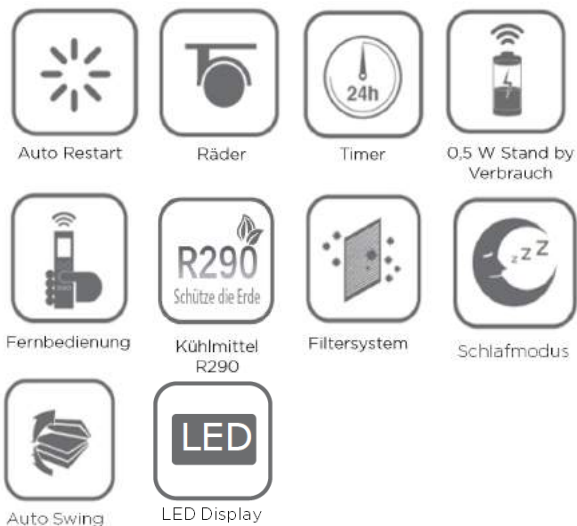 24h
Auto Restart
Räder
Timer
0,5 W Stand by
Verbrauch
R290
Schütze die Erde
zzZ
Fernbedienung
Kühlmittel
R290
Filtersystem
Schlafmodus
LED
Auto Swing
LED Display